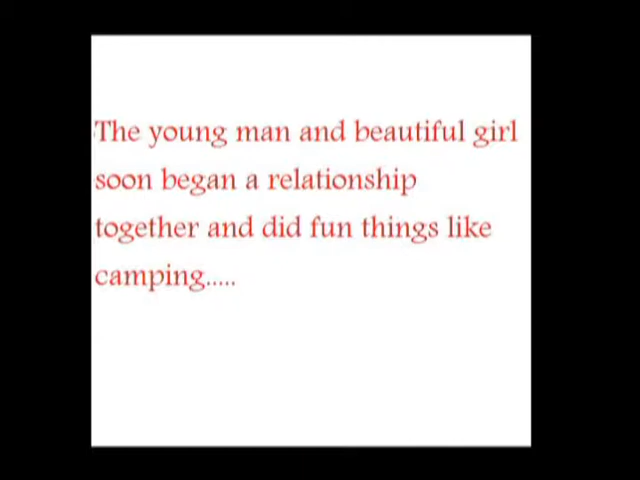 The young man and beautiful girl
soon began a relationship
together and did fun things like
camping.....